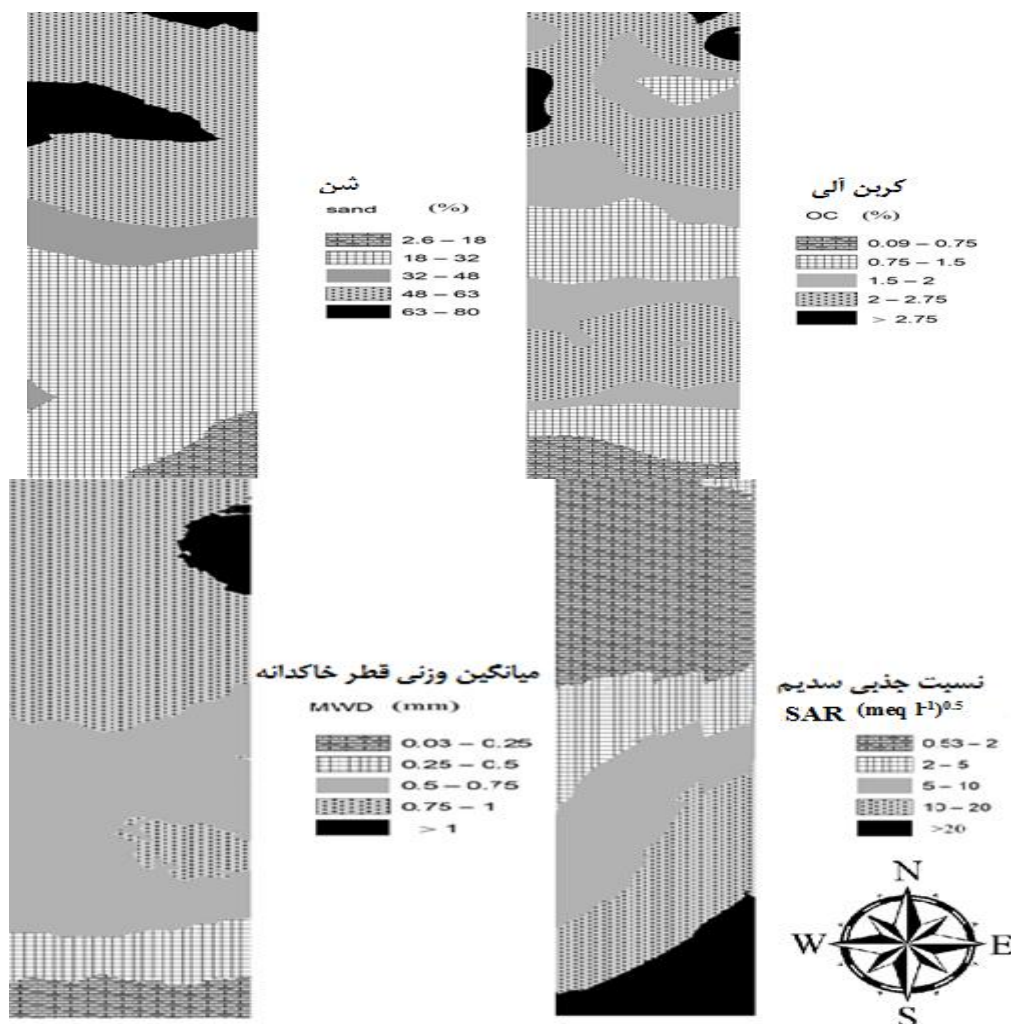 شن
sand (%)
2.6 – 18
18 – 32
32 – 48
48 – 63
63 – 80
کربن آلی
OC (%)
0.09 – 0.75
0.75 – 1.5
1.5 – 2
2 – 2.75
> 2.75
میانگین وزنی قطر خاکدانه
MWD (mm)
0.03 – 0.25
0.25 – 0.5
0.5 – 0.75
0.75 – 1
> 1
نسبت جذبی سدیم
SAR (meq l⁻¹)⁰·⁵
0.53 – 2
2 – 5
5 – 10
10 – 20
>20
N
W E
S